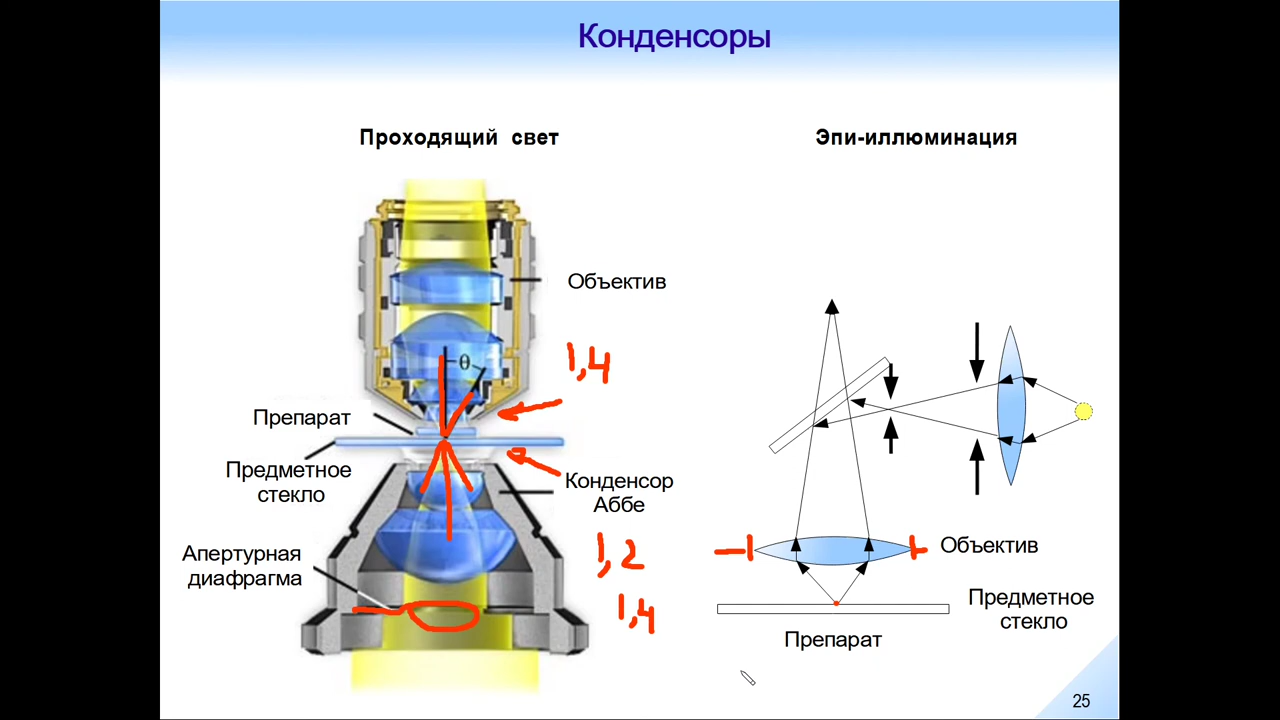 Конденсоры
Проходящий свет
Эпи-иллюминация
Объектив
θ
1,4
Препарат
Предметное
стекло
Конденсор
Аббе
1,2
1,4
Апертурная
диафрагма
Объектив
Предметное
стекло
Препарат
25